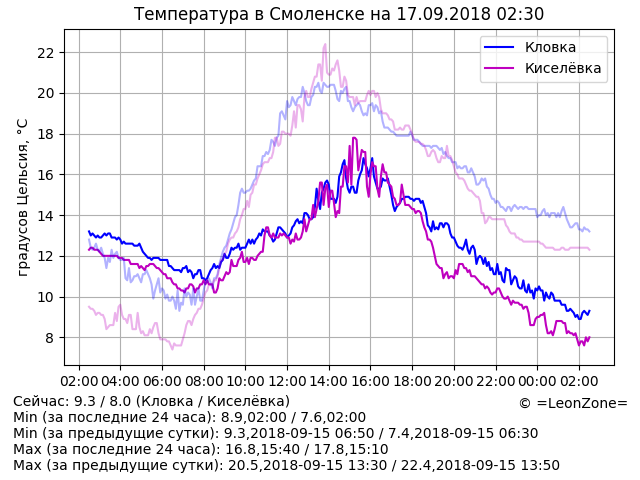 Температура в Смоленске на 17.09.2018 02:30
Кловка
Киселёвка
градусов Цельсия, °C
22
20
18
16
14
12
10
8
02:00 04:00 06:00 08:00 10:00 12:00 14:00 16:00 18:00 20:00 22:00 00:00 02:00
Сейчас: 9.3 / 8.0 (Кловка / Киселёвка)
© =LeonZone=
Min (за последние 24 часа): 8.9,02:00 / 7.6,02:00
Min (за предыдущие сутки): 9.3,2018-09-15 06:50 / 7.4,2018-09-15 06:30
Max (за последние 24 часа): 16.8,15:40 / 17.8,15:10
Max (за предыдущие сутки): 20.5,2018-09-15 13:30 / 22.4,2018-09-15 13:50